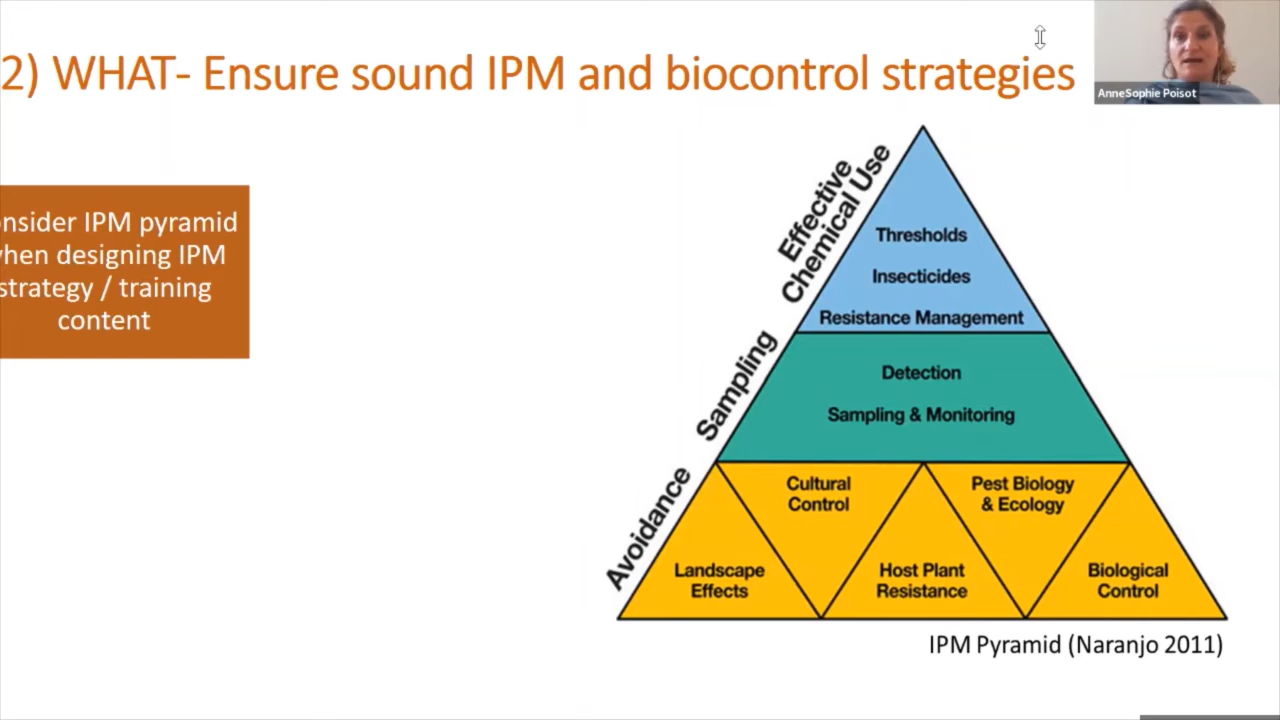 2) WHAT- Ensure sound IPM and biocontrol strategies
AnneSophie Poisot
onsider IPM pyramid
hen designing IPM
strategy / training
content
Effective
Chemical Use
Thresholds
Insecticides
Resistance Management
Sampling
Detection
Sampling & Monitoring
Avoidance
Cultural
Control
Pest Biology
& Ecology
Landscape
Effects
Host Plant
Resistance
Biological
Control
IPM Pyramid (Naranjo 2011)